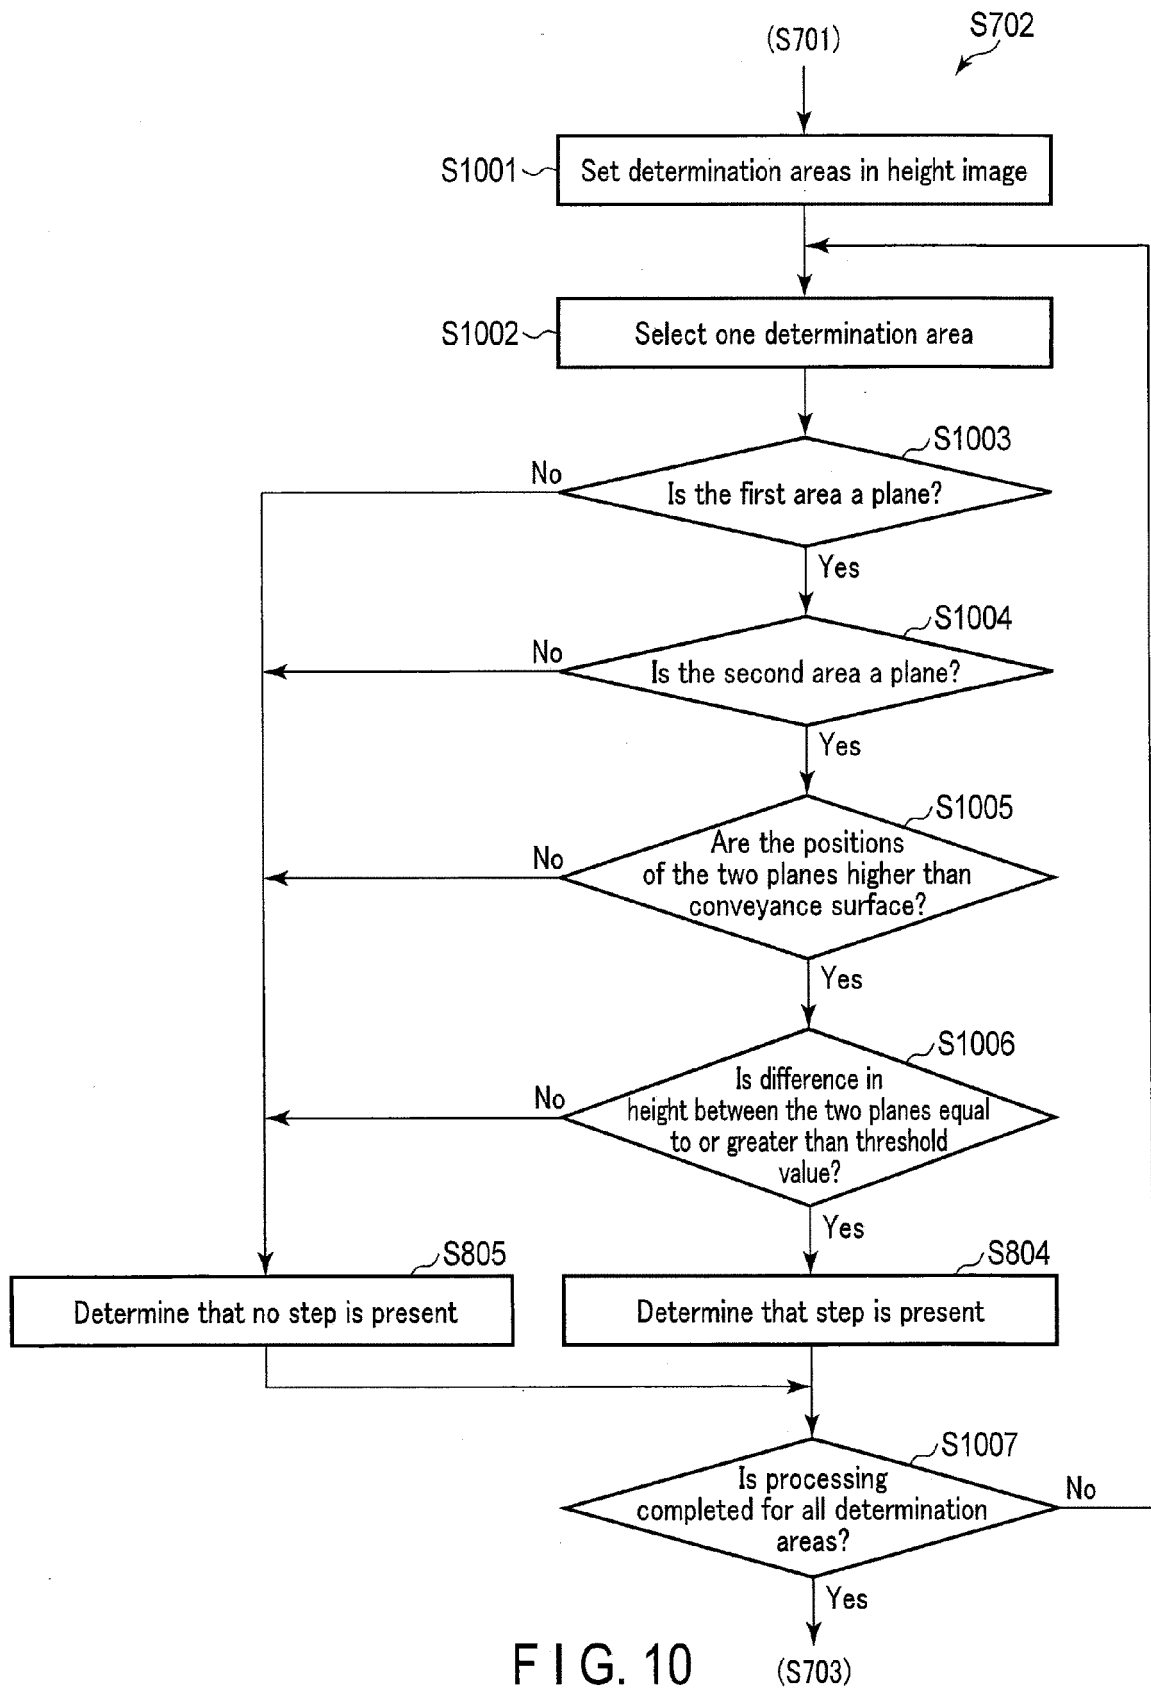 S702
(S701)
S1001
Set determination areas in height image
S1002
Select one determination area
S1003
No
Is the first area a plane?
Yes
S1004
No
Is the second area a plane?
Yes
S1005
No
Are the positions
of the two planes higher than
conveyance surface?
Yes
S1006
No
Is difference in
height between the two planes equal
to or greater than threshold
value?
Yes
S805
S804
Determine that no step is present
Determine that step is present
S1007
Is processing
completed for all determination
areas?
No
Yes
FIG. 10
(S703)